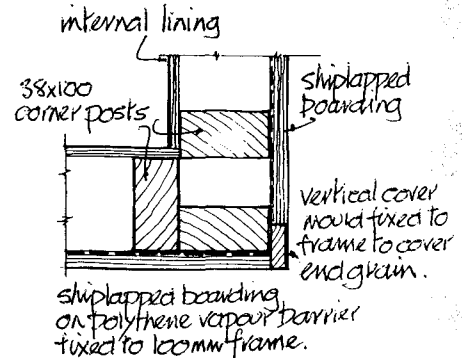 internal lining
38x100
corner posts
shiplapped
boarding
vertical cover
mould fixed to
frame to cover
end grain.
shiplapped boarding
on polythene vapour barrier
fixed to 100mm frame.